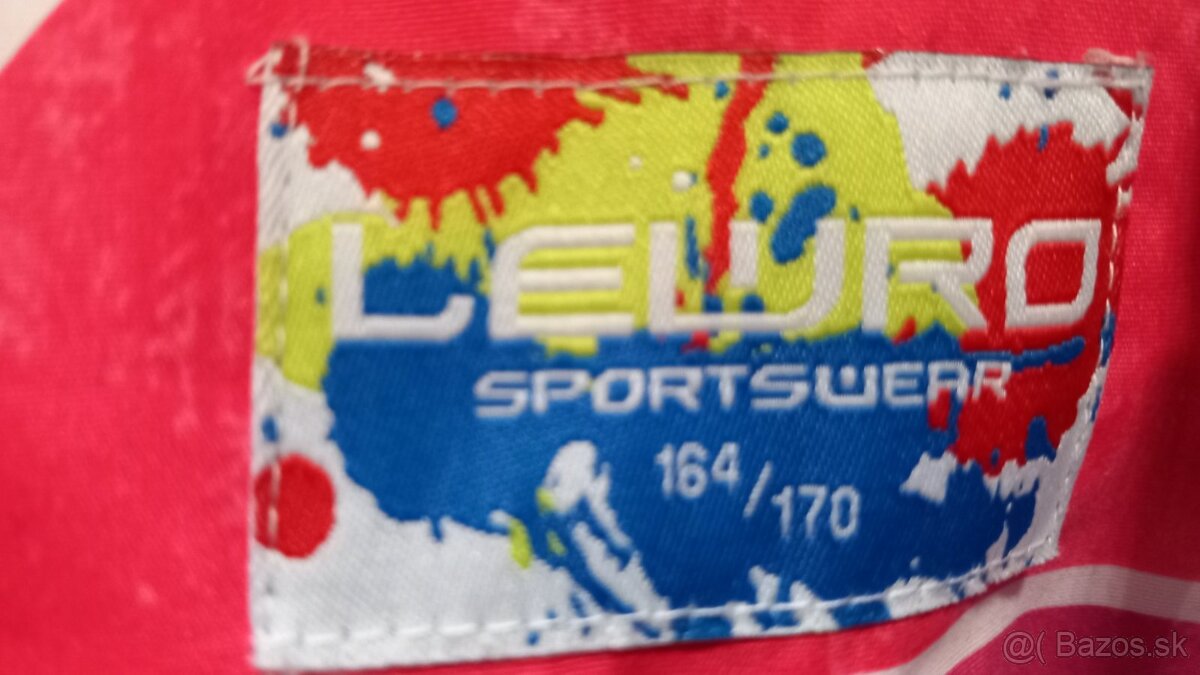 LEWRO
SPORTSWEAR
164/170
@( Bazos.sk